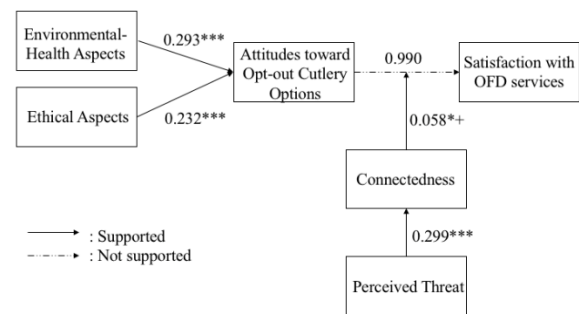 Environmental-
Health Aspects
0.293***
Attitudes toward
Opt-out Cutlery
Options
0.990
Satisfaction with
OFD services
Ethical Aspects
0.232***
0.058*+
Connectedness
0.299***
Perceived Threat
: Supported
: Not supported